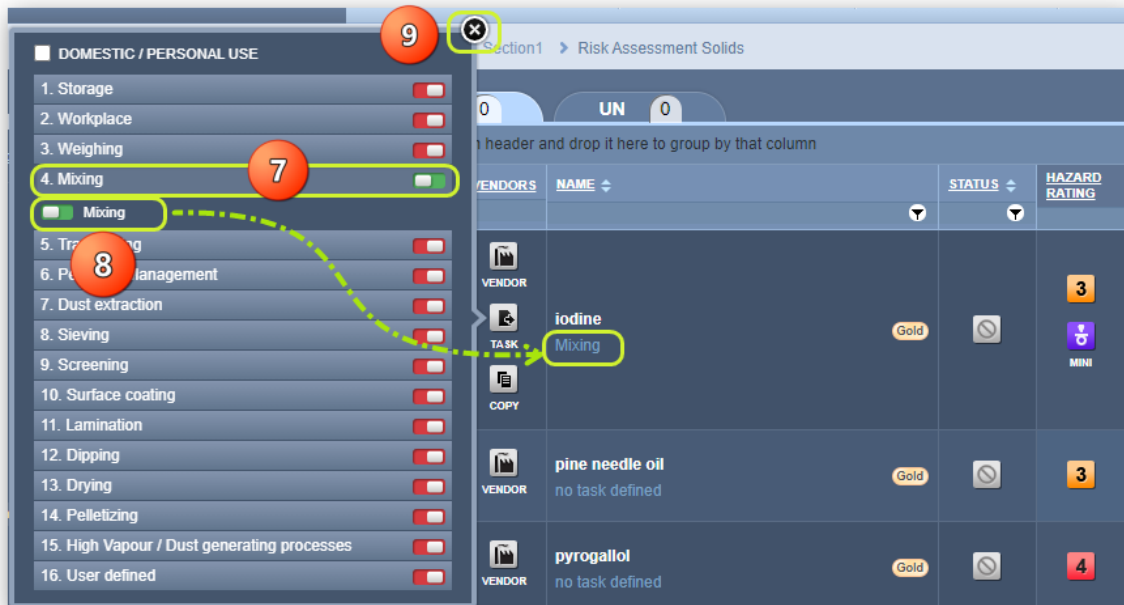 9
DOMESTIC / PERSONAL USE
Section1 > Risk Assessment Solids
1. Storage
2. Workplace
3. Weighing
7
4. Mixing
Mixing
8
5. Tra
g
6. Pe
anagement
7. Dust extraction
8. Sieving
9. Screening
10. Surface coating
11. Lamination
12. Dipping
13. Drying
14. Pelletizing
15. High Vapour / Dust generating processes
16. User defined
0
UN 0
header and drop it here to group by that column
VENDORS NAME STATUS HAZARD RATING
VENDOR
TASK
COPY
iodine
Mixing
Gold
3
MINI
VENDOR
pine needle oil
no task defined
Gold
3
VENDOR
pyrogallol
no task defined
Gold
4